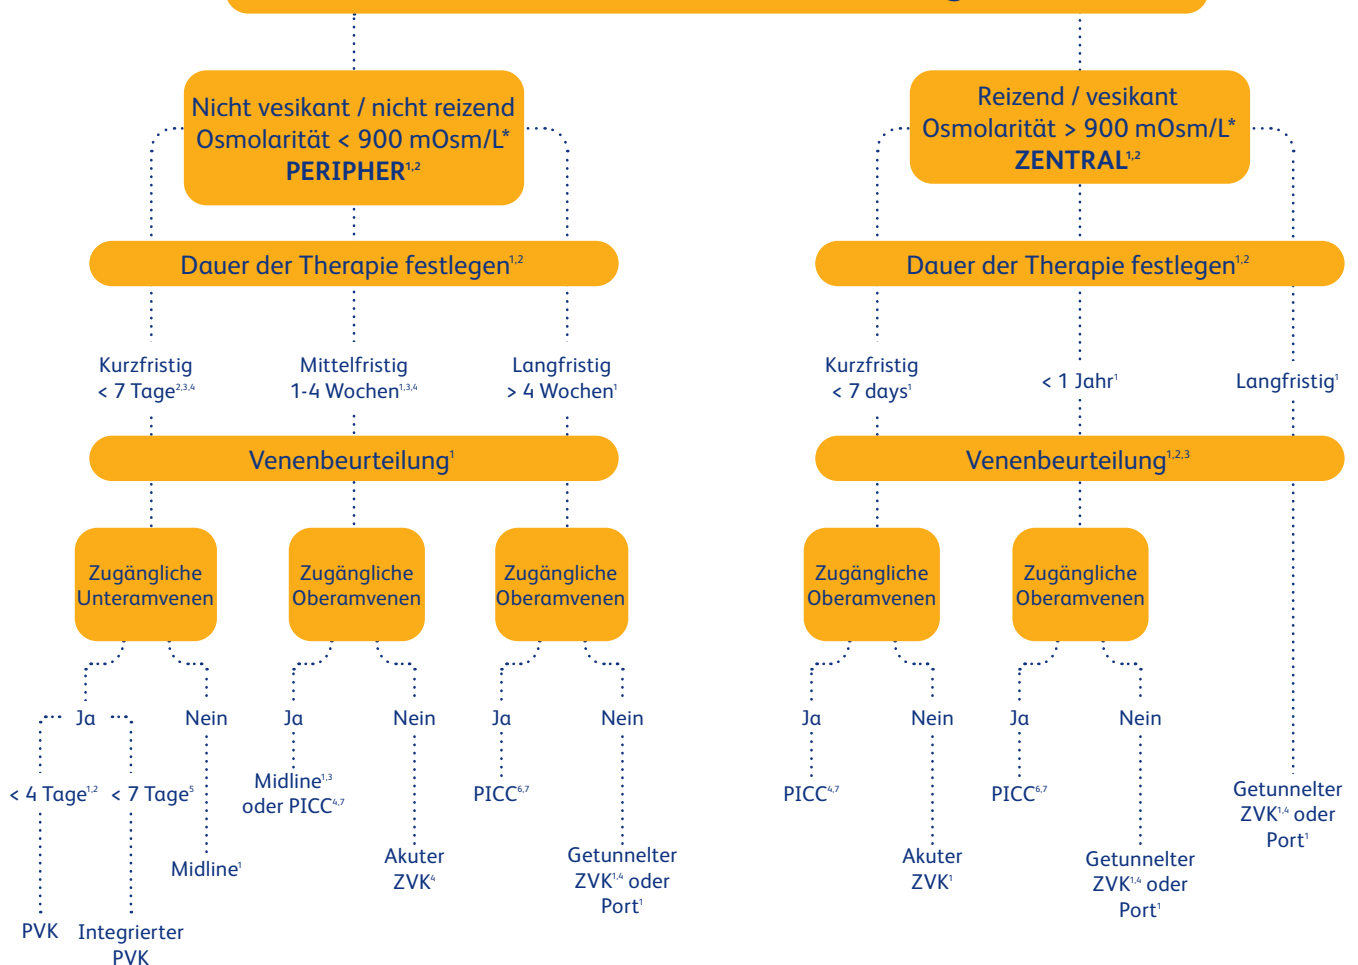 Nicht vesikant / nicht reizend
Osmolarität < 900 mOsm/L*
PERIPHER1,2
Reizend / vesikant
Osmolarität > 900 mOsm/L*
ZENTRAL1,2
Dauer der Therapie festlegen1,2
Dauer der Therapie festlegen1,2
Kurzfristig
< 7 Tage2,3,4
Mittelfristig
1-4 Wochen1,3,4
Langfristig
> 4 Wochen1
Kurzfristig
< 7 days1
< 1 Jahr1
Langfristig1
Venenbeurteilung1
Venenbeurteilung1,2,3
Zugängliche
Unteramvenen
Zugängliche
Oberamvenen
Zugängliche
Oberamvenen
Zugängliche
Oberamvenen
Zugängliche
Oberamvenen
Ja
Nein
Ja
Nein
Ja
Nein
Ja
Nein
Ja
Nein
< 4 Tage1,2
< 7 Tage5
Midline1,3
oder PICC4,7
PICC6,7
PICC4,7
PICC6,7
Getunnelter
ZVK1,4 oder
Port1
Midline1
Akuter
ZVK4
Getunnelter
ZVK1,4 oder
Port1
Akuter
ZVK1
Getunnelter
ZVK1,4 oder
Port1
PVK
Integrierter
PVK